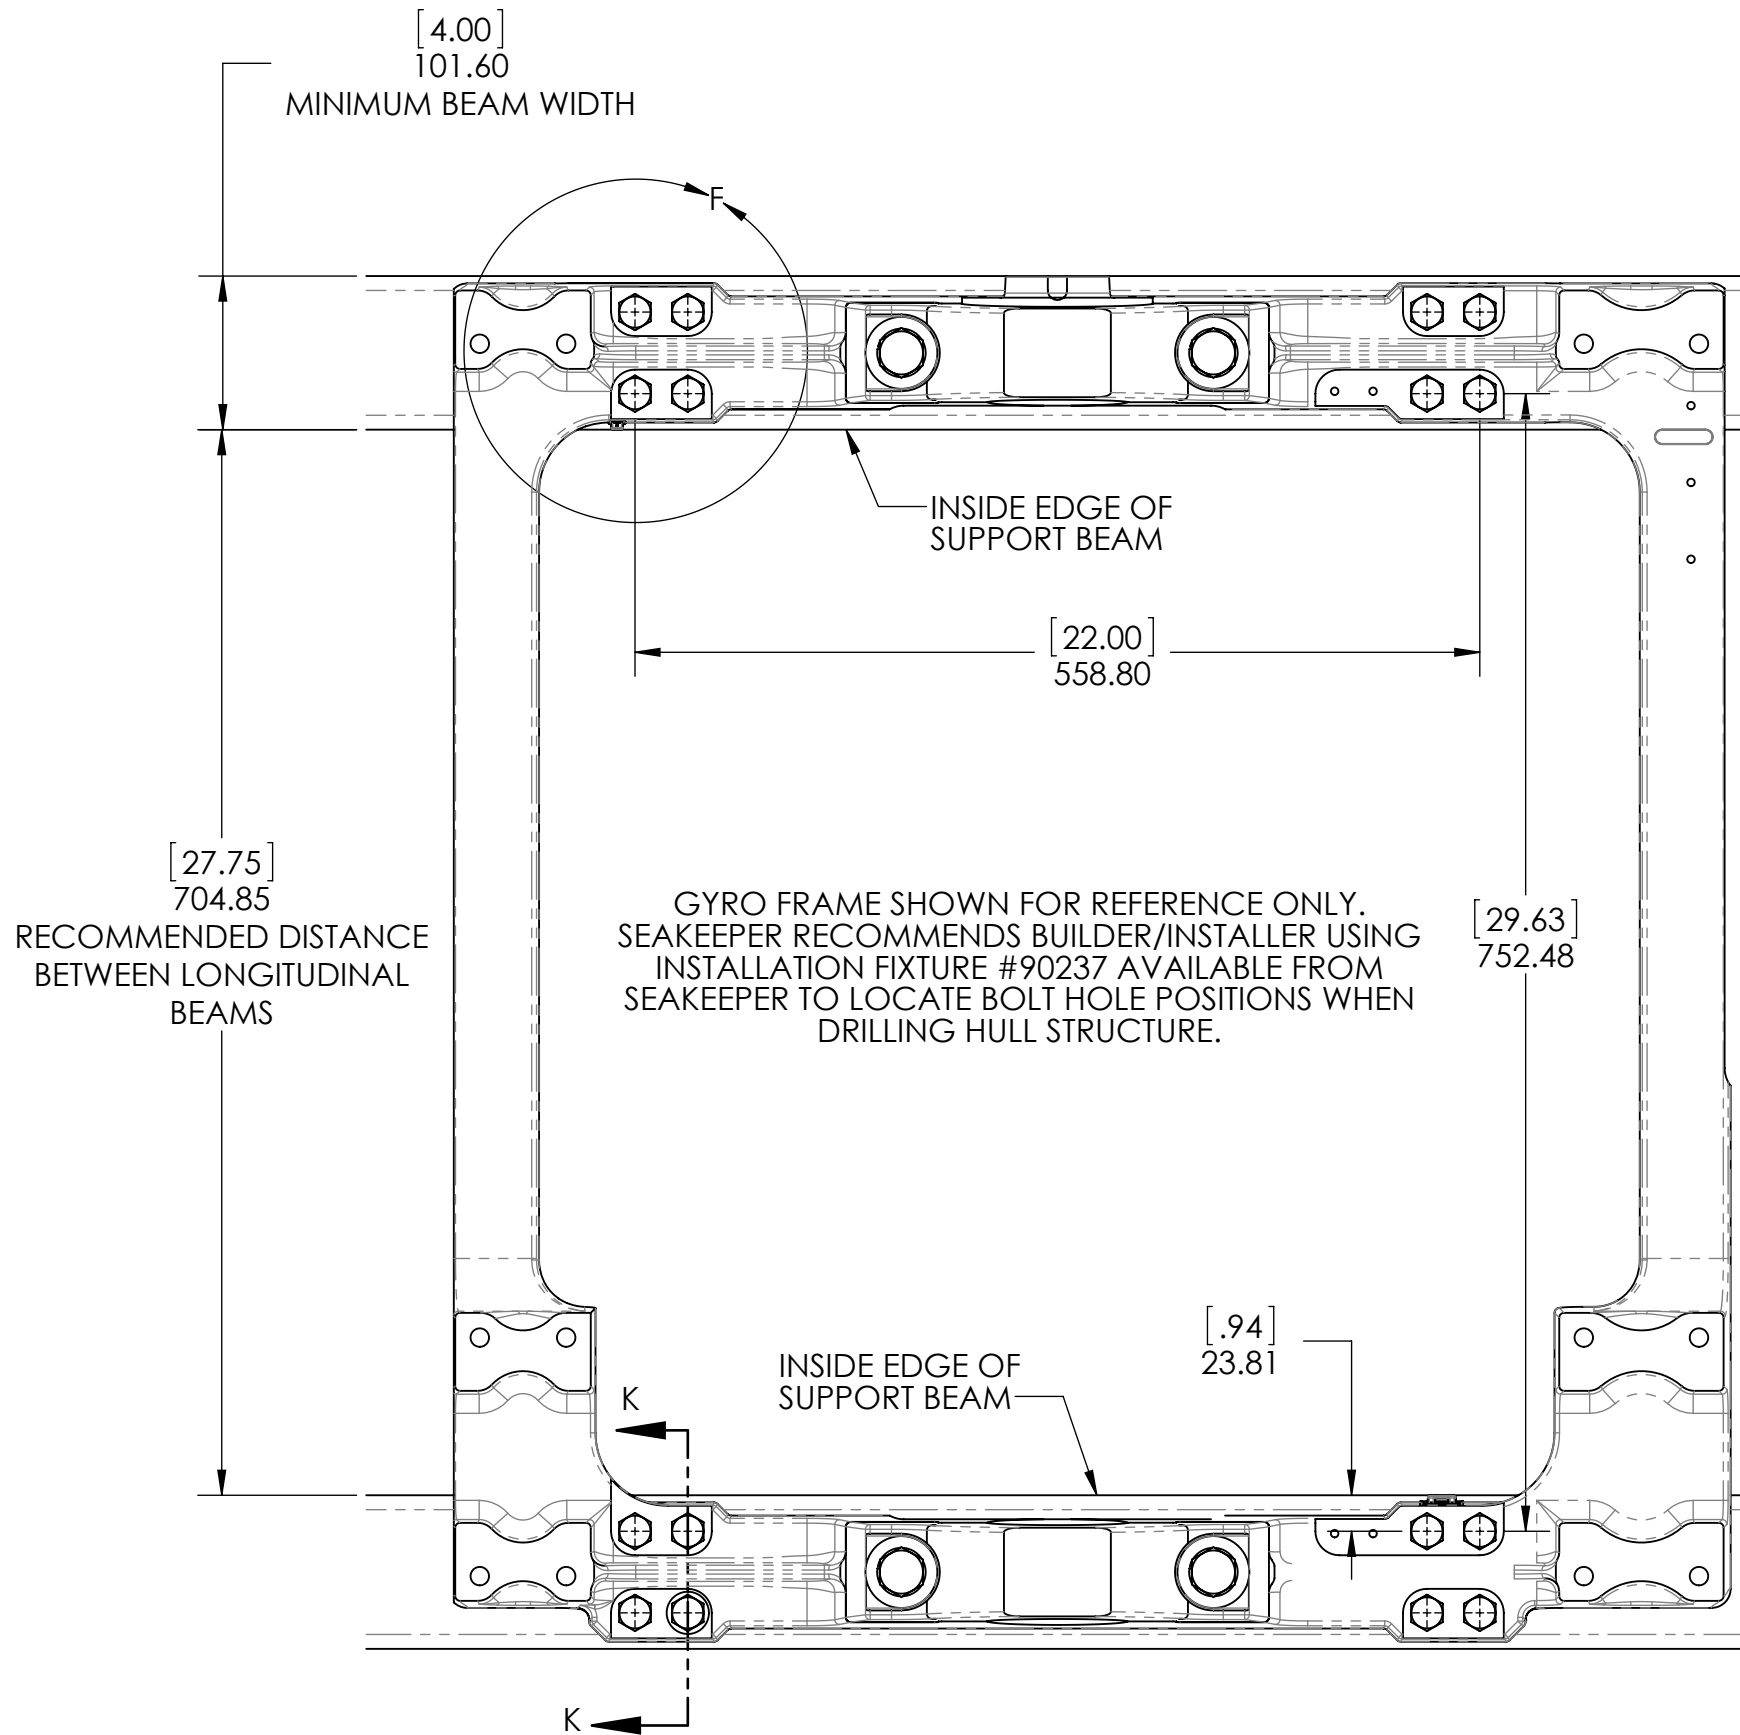 [4.00]
101.60
MINIMUM BEAM WIDTH
F
INSIDE EDGE OF
SUPPORT BEAM
[22.00]
558.80
[27.75]
704.85
RECOMMENDED DISTANCE
BETWEEN LONGITUDINAL
BEAMS
GYRO FRAME SHOWN FOR REFERENCE ONLY.
SEAKEEPER RECOMMENDS BUILDER/INSTALLER USING
INSTALLATION FIXTURE #90237 AVAILABLE FROM
SEAKEEPER TO LOCATE BOLT HOLE POSITIONS WHEN
DRILLING HULL STRUCTURE.
[29.63]
752.48
[.94]
23.81
INSIDE EDGE OF
SUPPORT BEAM
K
K